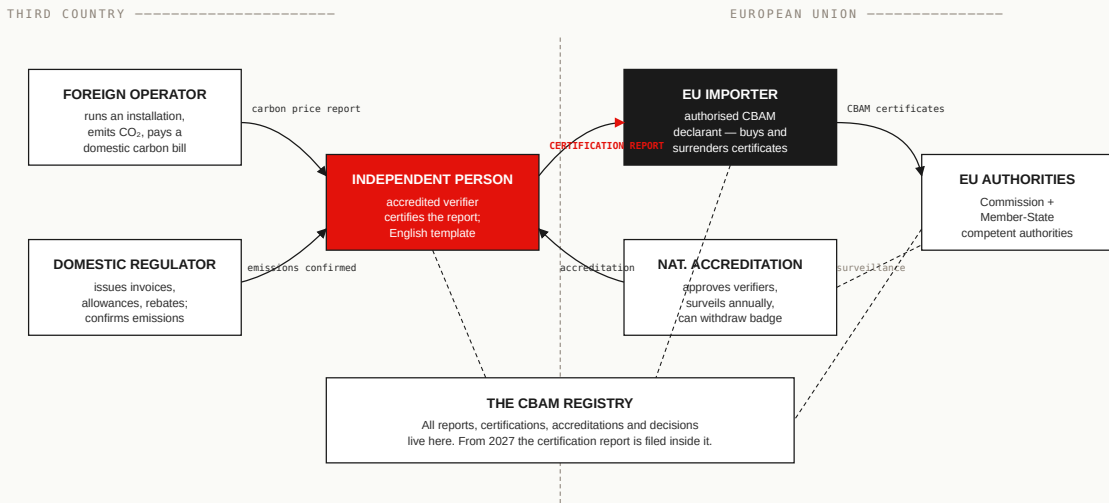 THIRD COUNTRY
EUROPEAN UNION
FOREIGN OPERATOR
runs an installation,
emits CO₂, pays a
domestic carbon bill
carbon price report
EU IMPORTER
authorised CBAM
declarant — buys and
surrenders certificates
CBAM certificates
CERTIFICATION REPORT
INDEPENDENT PERSON
accredited verifier
certifies the report;
English template
EU AUTHORITIES
Commission +
Member-State
competent authorities
DOMESTIC REGULATOR
issues invoices,
allowances, rebates;
confirms emissions
emissions confirmed
accreditation
NAT. ACCREDITATION
approves verifiers,
surveils annually,
can withdraw badge
surveillance
THE CBAM REGISTRY
All reports, certifications, accreditations and decisions
live here. From 2027 the certification report is filed inside it.